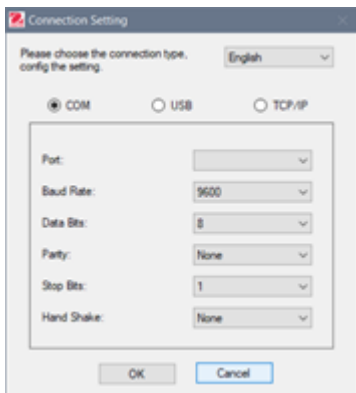 Connection Setting
Please choose the connection type,
config the setting.
English
COM
USB
TCP/IP
Port:
Baud Rate: 9600
Data Bits: 8
Parity: None
Stop Bits: 1
Hand Shake: None
OK
Cancel